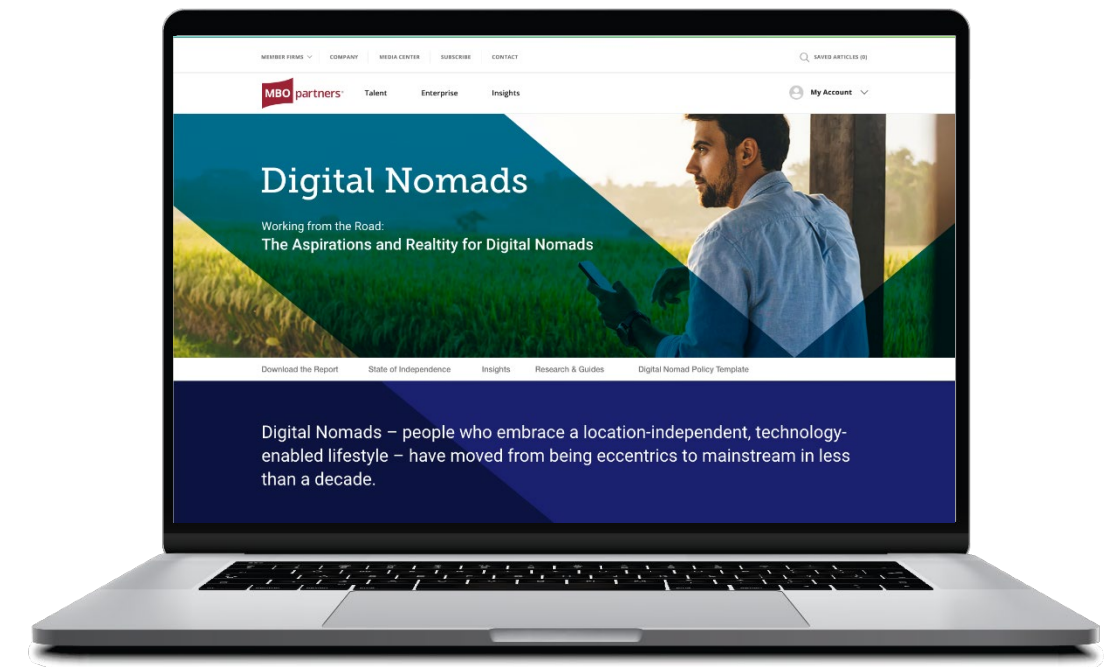 MEMBER FIRMS COMPANY MEDIA CENTER SUBSCRIBE CONTACT SAVED ARTICLES (0)
MBO partners Talent Enterprise Insights My Account
Digital Nomads
Working from the Road:
The Aspirations and Realtity for Digital Nomads
Download the Report State of Independence Insights Research & Guides Digital Nomad Policy Template
Digital Nomads – people who embrace a location-independent, technology-
enabled lifestyle – have moved from being eccentrics to mainstream in less
than a decade.